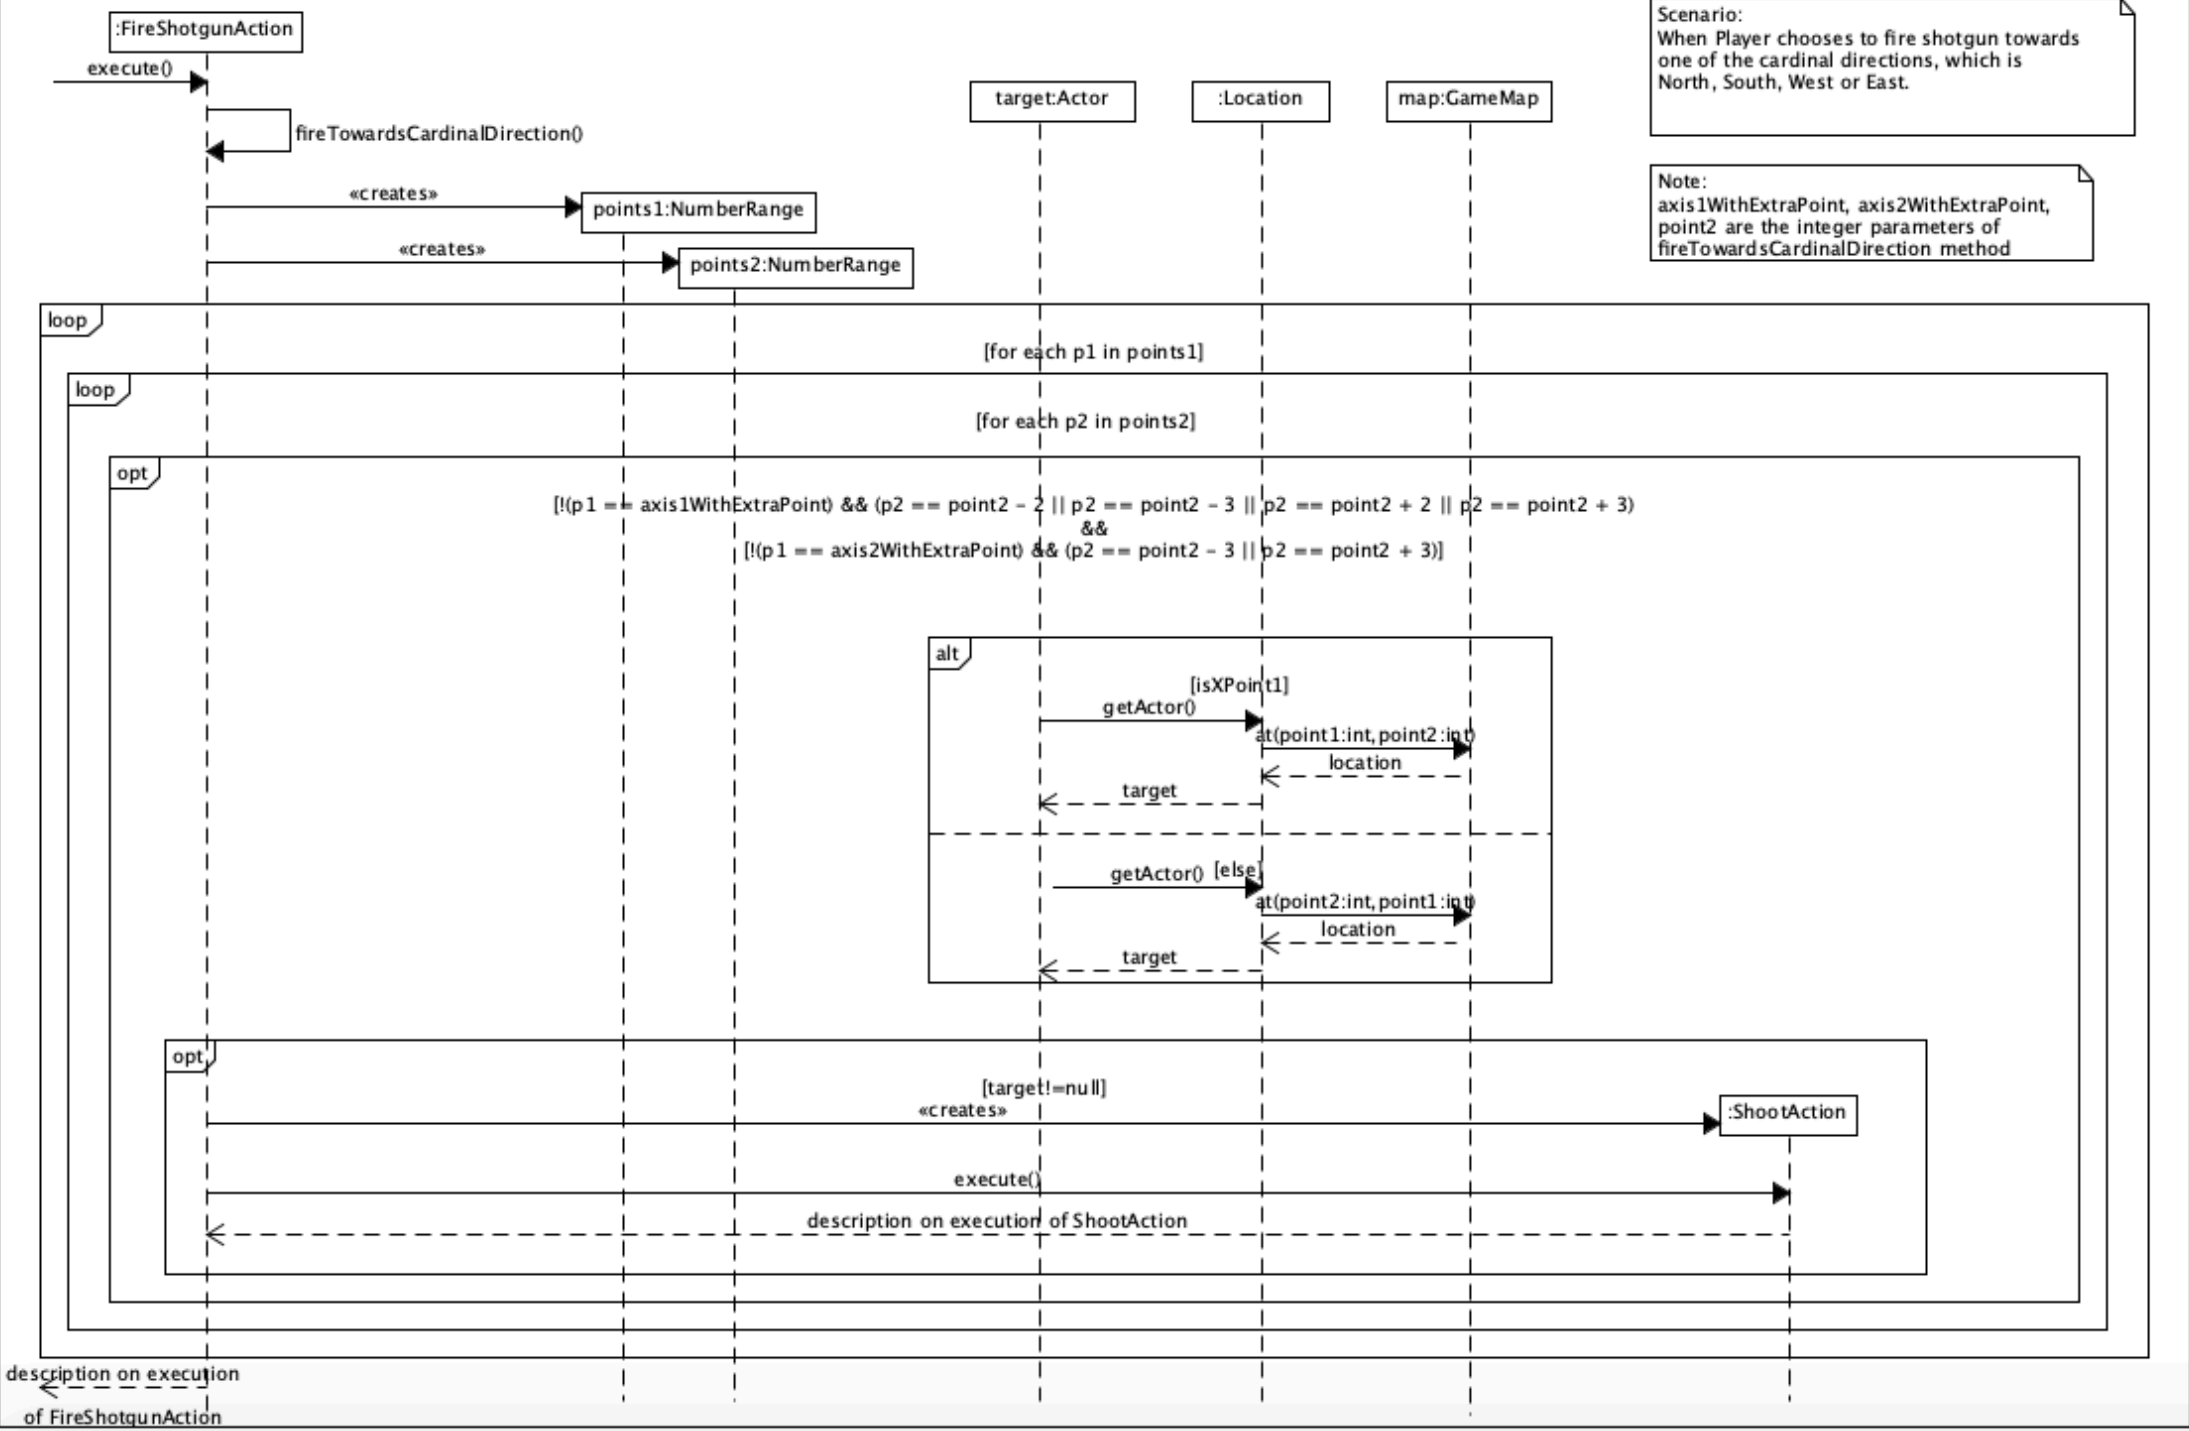 :FireShotgunAction
execute()
fireTowardsCardinalDirection()
target:Actor
:Location
map:GameMap
Scenario:
When Player chooses to fire shotgun towards
one of the cardinal directions, which is
North, South, West or East.
Note:
axis1WithExtraPoint, axis2WithExtraPoint,
point2 are the integer parameters of
fireTowardsCardinalDirection method
«creates»
points1:NumberRange
«creates»
points2:NumberRange
loop
[for each p1 in points1]
loop
[for each p2 in points2]
opt
[!(p1 == axis1WithExtraPoint) && (p2 == point2 - 2 || p2 == point2 - 3 || p2 == point2 + 2 || p2 == point2 + 3)
&&
[!(p1 == axis2WithExtraPoint) && (p2 == point2 - 3 || p2 == point2 + 3)]
alt
[isXPoint1]
getActor()
at(point1:int,point2:int)
location
target
getActor()
[else]
at(point2:int,point1:int)
location
target
opt
[target!=null]
«creates»
:ShootAction
execute()
description on execution of ShootAction
description on execution
of FireShotgunAction